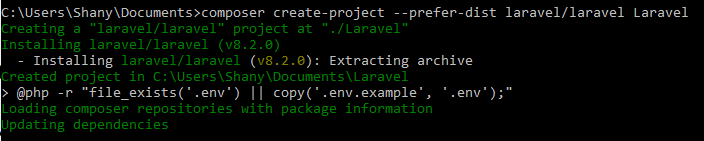 C:\Users\Shany\Documents>composer create-project --prefer-dist laravel/laravel Laravel
Creating a "laravel/laravel" project at "./Laravel"
Installing laravel/laravel (v8.2.0)
  - Installing laravel/laravel (v8.2.0): Extracting archive
Created project in C:\Users\Shany\Documents\Laravel
> @php -r "file_exists('.env') || copy('.env.example', '.env');"
Loading composer repositories with package information
Updating dependencies